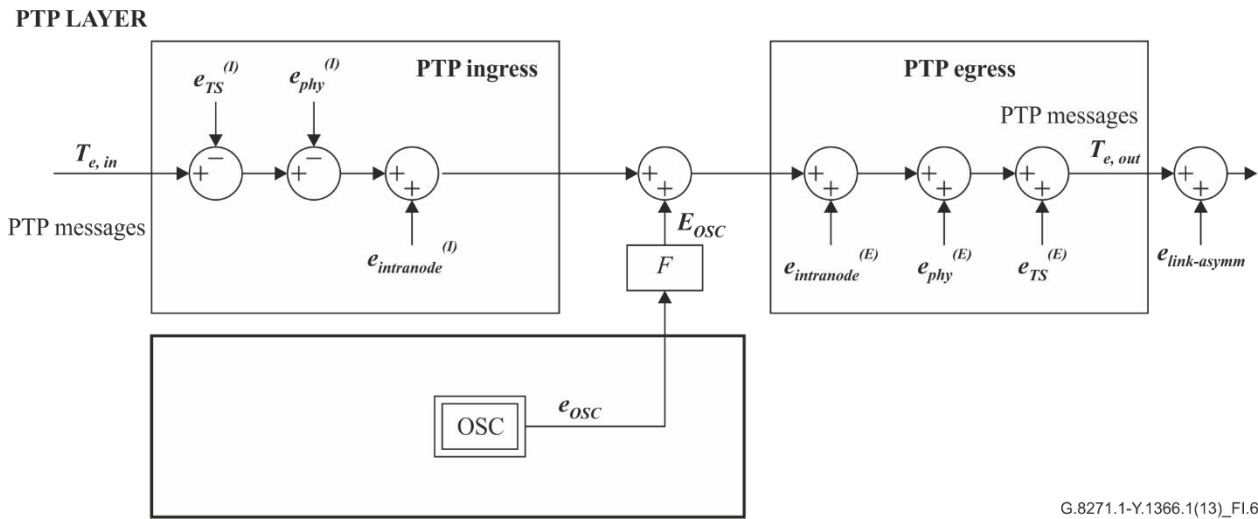 PTP LAYER
e_TS^(I)
e_phy^(I)
PTP ingress
PTP egress
PTP messages
T_e, in
T_e, out
+
−
+
−
+
+
+
+
+
+
+
+
+
+
+
+
PTP messages
e_intranode^(I)
E_OSC
F
e_intranode^(E)
e_phy^(E)
e_TS^(E)
e_link-asymm
OSC
e_OSC
G.8271.1-Y.1366.1(13)_FI.6